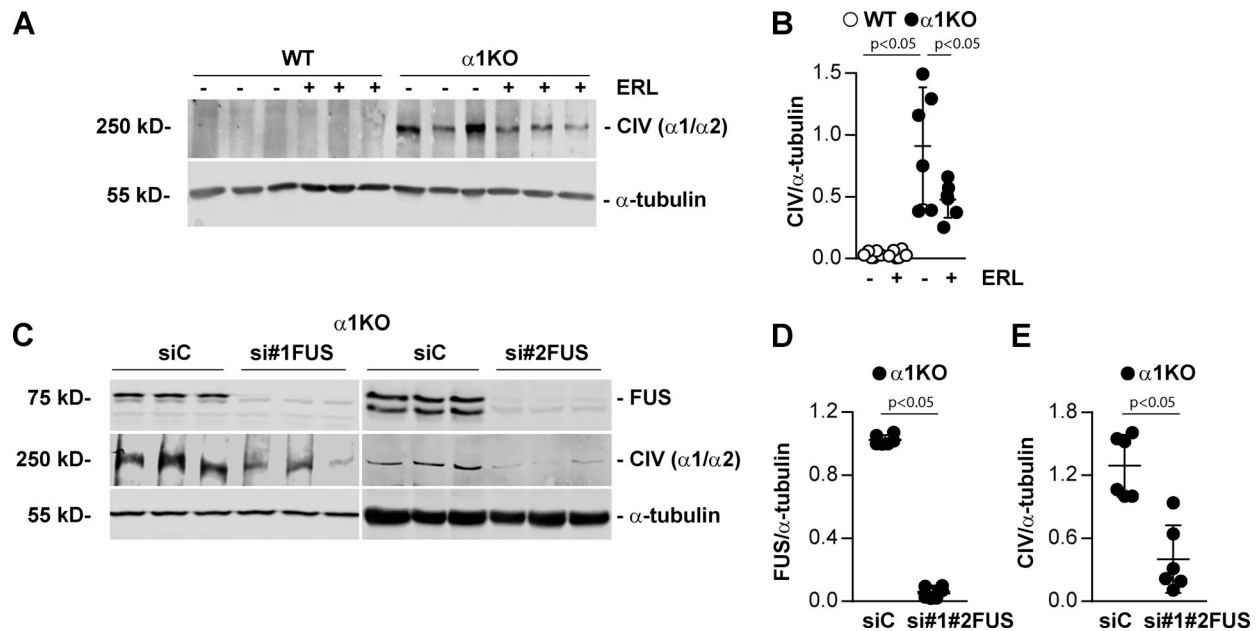 A
WT
α1KO
- - - + + + - - - + + + ERL
250 kD-
- CIV (α1/α2)
55 kD-
- α-tubulin
B
WT α1KO
p<0.05 p<0.05
CIV/α-tubulin
1.5
1.0
0.5
0.0
- + - + ERL
C
α1KO
siC si#1FUS siC si#2FUS
75 kD-
- FUS
250 kD-
- CIV (α1/α2)
55 kD-
- α-tubulin
D
α1KO
p<0.05
FUS/α-tubulin
1.2
0.8
0.4
0.0
siC si#1#2FUS
E
α1KO
p<0.05
CIV/α-tubulin
1.8
1.2
0.6
0.0
siC si#1#2FUS